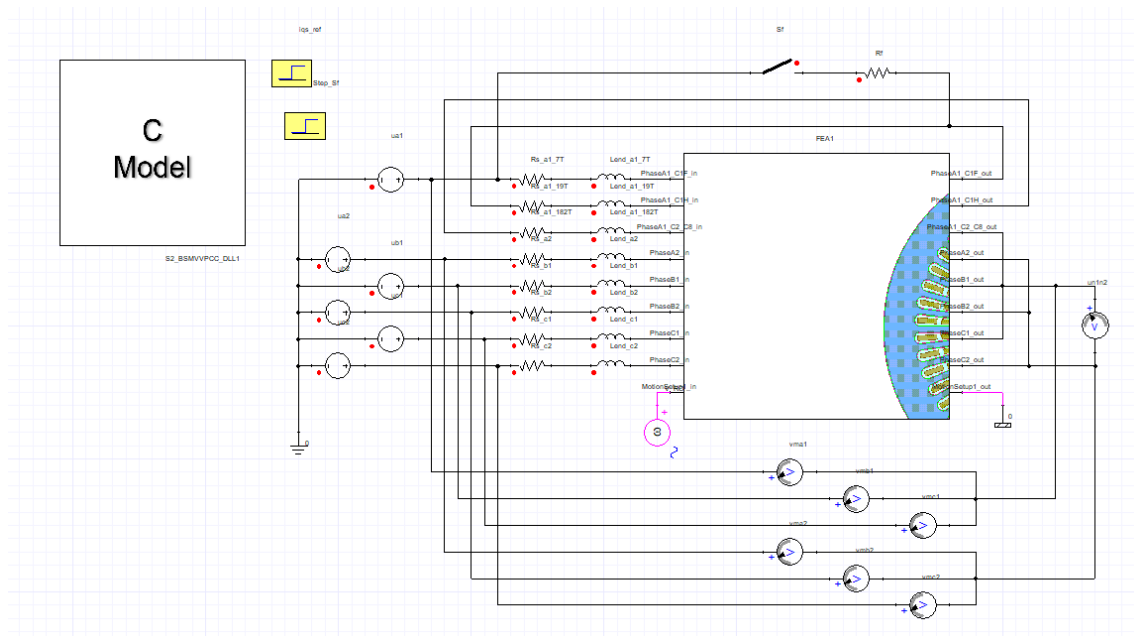 iqs_ref
Sf
Rf
Step_Sf
C
Model
ua1
FEA1
Rs_a1_7T
Lend_a1_7T
PhaseA1_C1F_in
PhaseA1_C1F_out
Rs_a1_19T
Lend_a1_19T
PhaseA1_C1H_in
PhaseA1_C1H_out
Rs_a1_182T
Lend_a1_182T
ua2
PhaseA1_C2_C8_in
PhaseA1_C2_C8_out
ub1
Rs_a2
Lend_a2
S2_BSMVVPCC_DLL1
PhaseA2_in
PhaseA2_out
ub2
Rs_b1
Lend_b1
PhaseB1_in
PhaseB1_out
un1n2
Rs_b2
Lend_b2
PhaseB2_in
PhaseB2_out
V
Rs_c1
Lend_c1
PhaseC1_in
PhaseC1_out
Rs_c2
Lend_c2
PhaseC2_in
PhaseC2_out
MotionSetup1_in
MotionSetup1_out
0
0
vma1
vmb1
vmc1
vma2
vmb2
vmc2